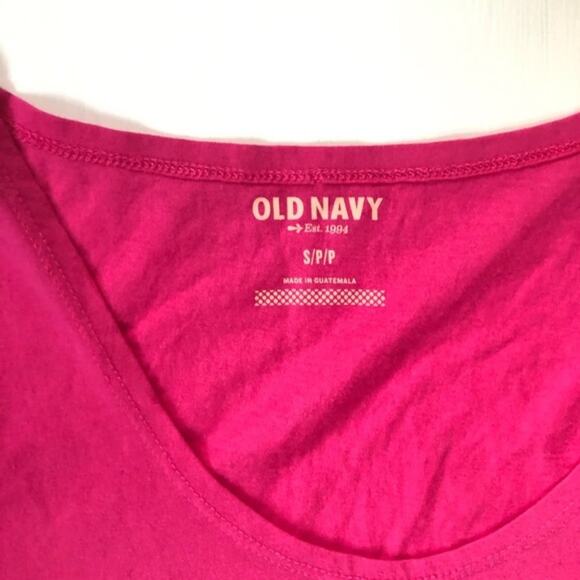 OLD NAVY
Est. 1994
S/P/P
MADE IN GUATEMALA